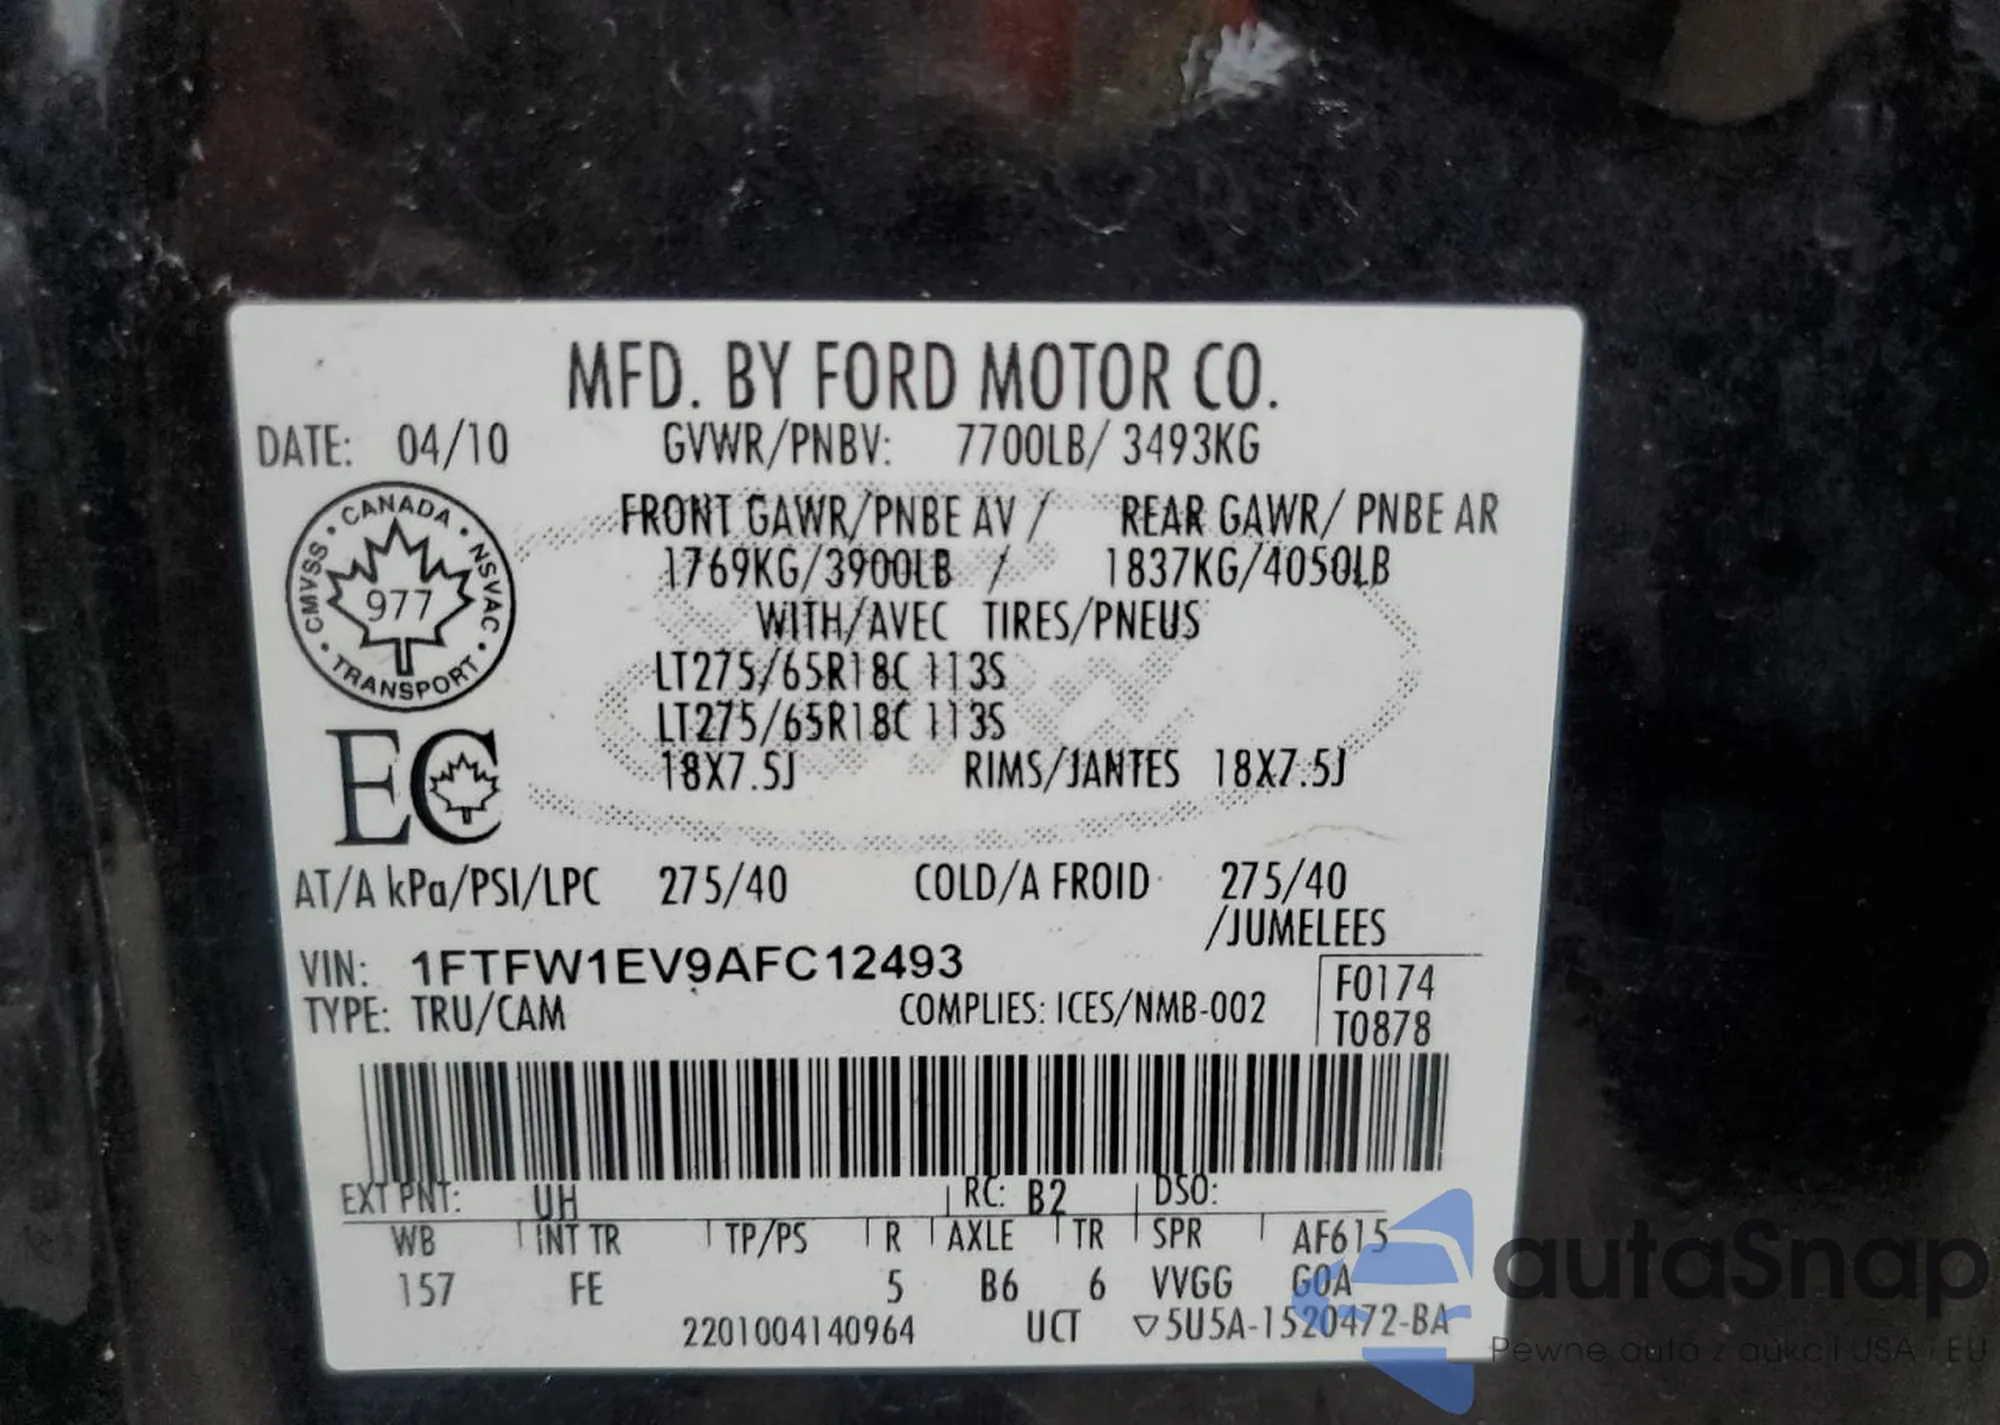 MFD. BY FORD MOTOR CO.
DATE: 04/10 GVWR/PNBV: 7700LB/ 3493KG
FRONT GAWR/PNBE AV / REAR GAWR/ PNBE AR
1769KG/3900LB / 1837KG/4050LB
WITH/AVEC TIRES/PNEUS
LT275/65R18C 113S
LT275/65R18C 113S
18X7.5J RIMS/JANTES 18X7.5J
CANADA
CMVSS 977 NSVAC
TRANSPORT
EC
AT/A kPa/PSI/LPC 275/40 COLD/A FROID 275/40
/JUMELEES
VIN: 1FTFW1EV9AFC12493
TYPE: TRU/CAM COMPLIES: ICES/NMB-002
F0174
T0878
EXT PNT: UH RC: B2 DSO:
WB INT TR TP/PS R AXLE TR SPR AF615
157 FE 5 B6 6 VVGG G0A
2201004140964 UCT ▽5U5A-1520472-BA
autaSnap
Pewne auta z aukcji USA i EU